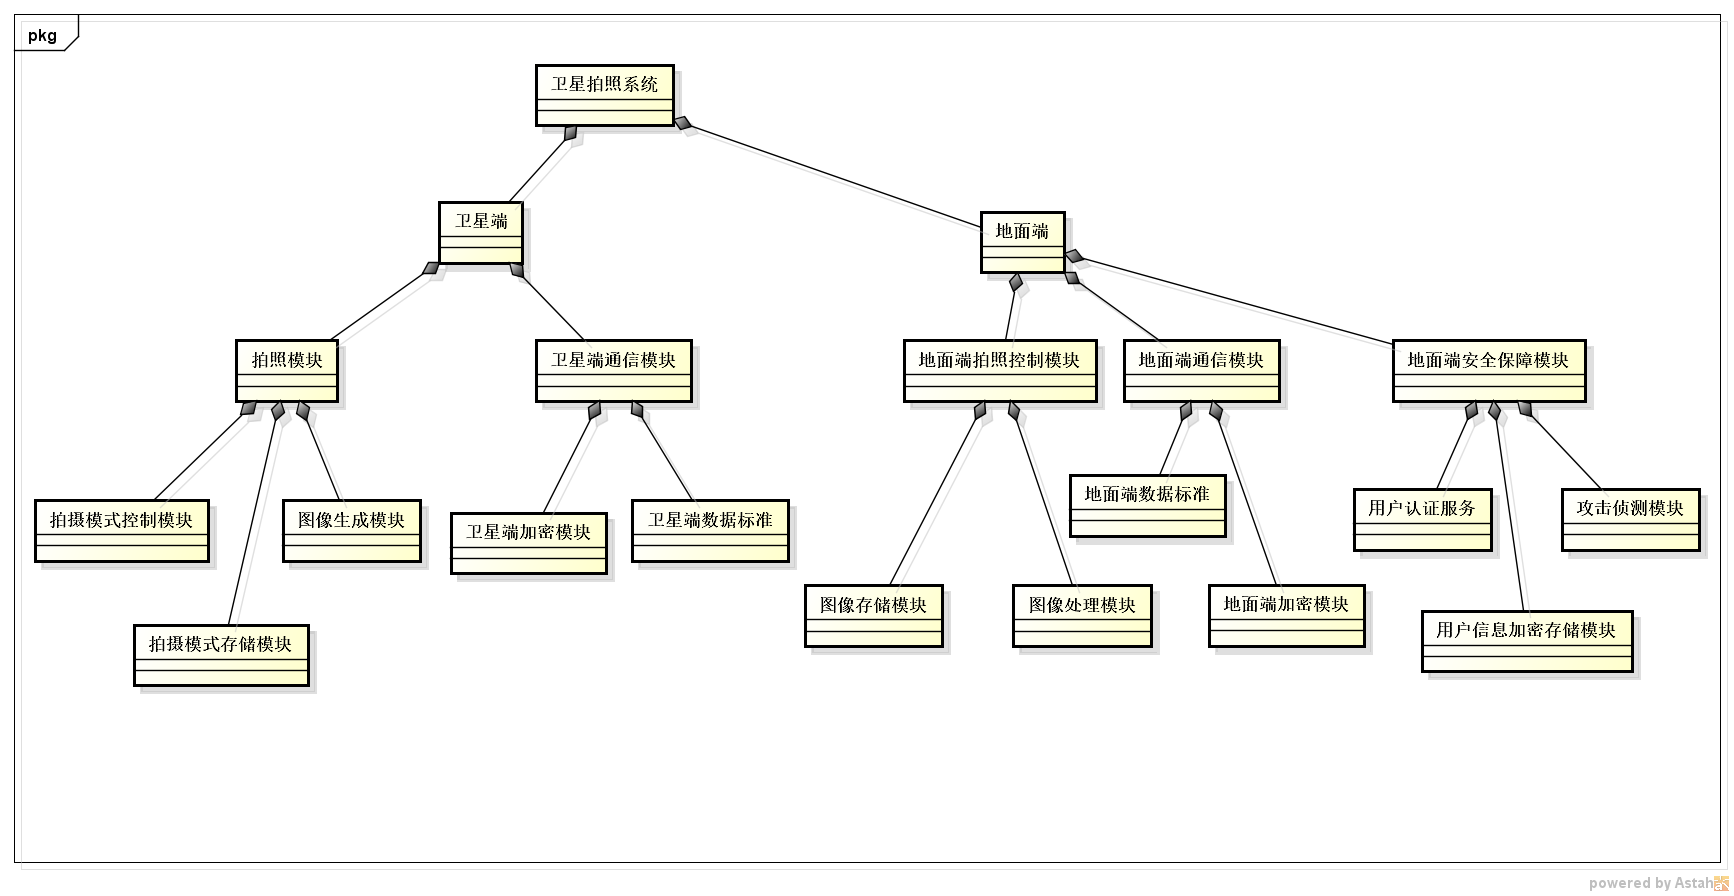 pkg
卫星拍照系统
卫星端
地面端
拍照模块
卫星端通信模块
地面端拍照控制模块
地面端通信模块
地面端安全保障模块
拍摄模式控制模块
图像生成模块
卫星端加密模块
卫星端数据标准
地面端数据标准
用户认证服务
攻击侦测模块
拍摄模式存储模块
图像存储模块
图像处理模块
地面端加密模块
用户信息加密存储模块
powered by Astah